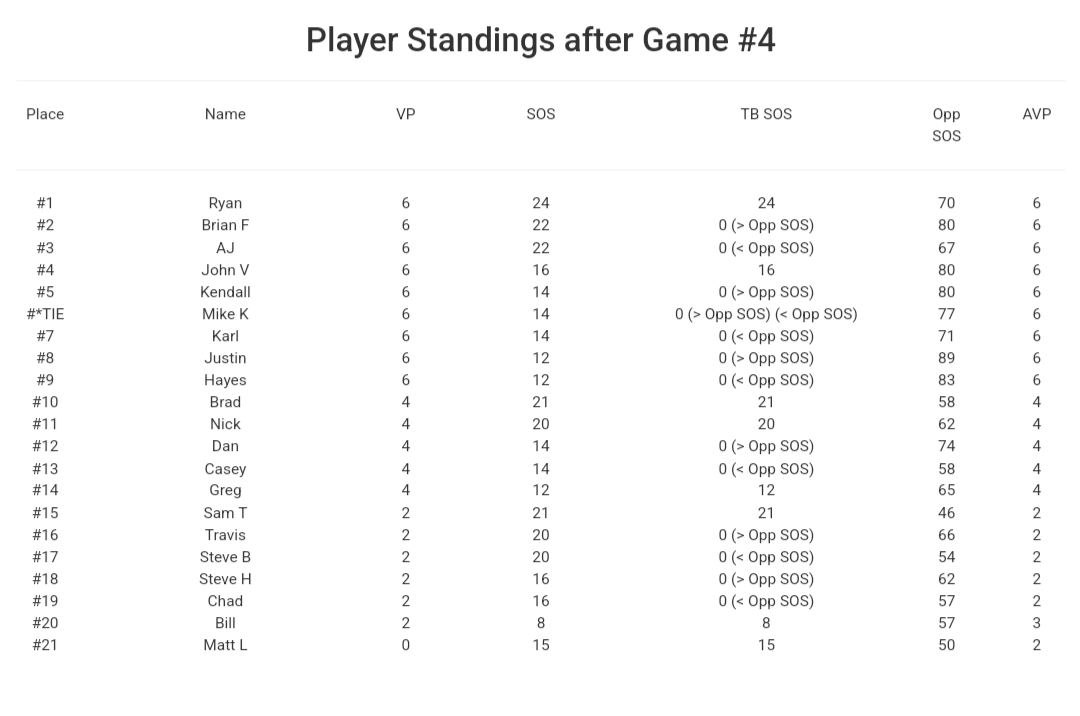 Player Standings after Game #4
Place Name VP SOS TB SOS Opp SOS AVP
#1 Ryan 6 24 24 70 6
#2 Brian F 6 22 0 (> Opp SOS) 80 6
#3 AJ 6 22 0 (< Opp SOS) 67 6
#4 John V 6 16 16 80 6
#5 Kendall 6 14 0 (> Opp SOS) 80 6
#*TIE Mike K 6 14 0 (> Opp SOS) (< Opp SOS) 77 6
#7 Karl 6 14 0 (< Opp SOS) 71 6
#8 Justin 6 12 0 (> Opp SOS) 89 6
#9 Hayes 6 12 0 (< Opp SOS) 83 6
#10 Brad 4 21 21 58 4
#11 Nick 4 20 20 62 4
#12 Dan 4 14 0 (> Opp SOS) 74 4
#13 Casey 4 14 0 (< Opp SOS) 58 4
#14 Greg 4 12 12 65 4
#15 Sam T 2 21 21 46 2
#16 Travis 2 20 0 (> Opp SOS) 66 2
#17 Steve B 2 20 0 (< Opp SOS) 54 2
#18 Steve H 2 16 0 (> Opp SOS) 62 2
#19 Chad 2 16 0 (< Opp SOS) 57 2
#20 Bill 2 8 8 57 3
#21 Matt L 0 15 15 50 2